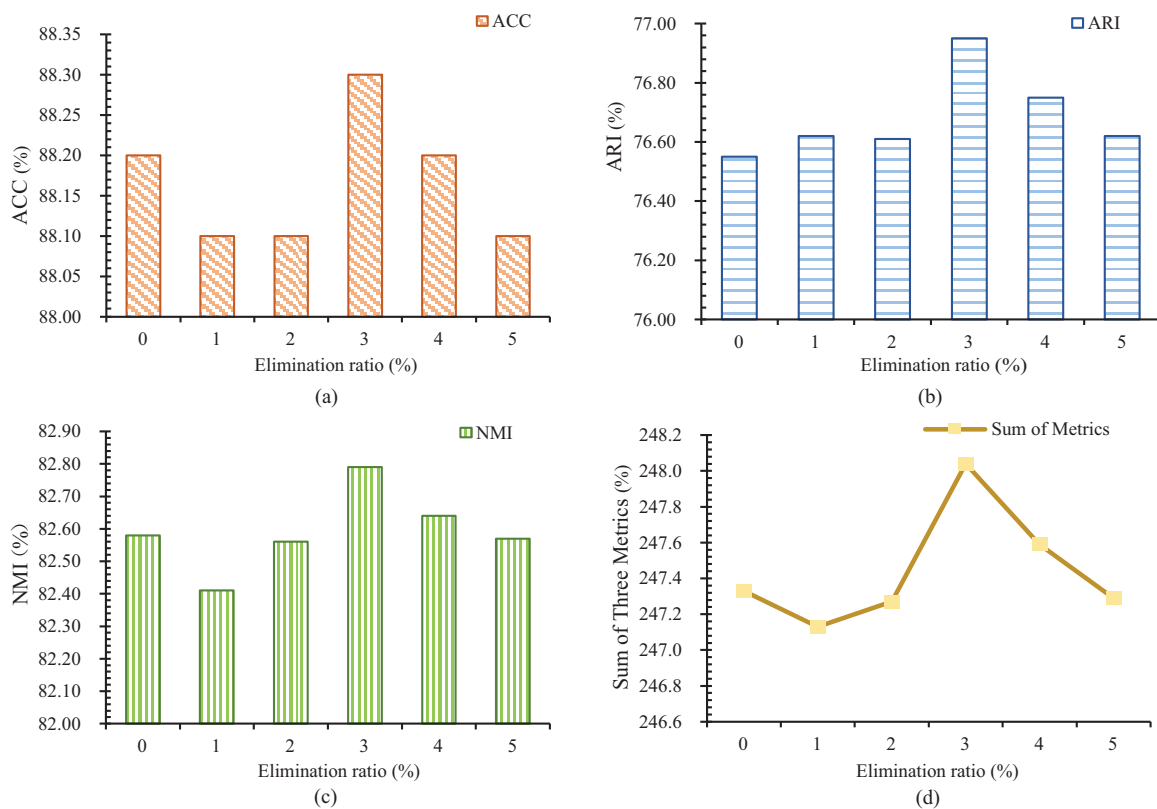 ACC
88.35
88.30
88.25
88.20
88.15
88.10
88.05
88.00
ACC (%)
0 1 2 3 4 5
Elimination ratio (%)
(a)
ARI
77.00
76.80
76.60
76.40
76.20
76.00
ARI (%)
0 1 2 3 4 5
Elimination ratio (%)
(b)
NMI
82.90
82.80
82.70
82.60
82.50
82.40
82.30
82.20
82.10
82.00
NMI (%)
0 1 2 3 4 5
Elimination ratio (%)
(c)
Sum of Metrics
248.2
248.0
247.8
247.6
247.4
247.2
247.0
246.8
246.6
Sum of Three Metrics (%)
0 1 2 3 4 5
Elimination ratio (%)
(d)